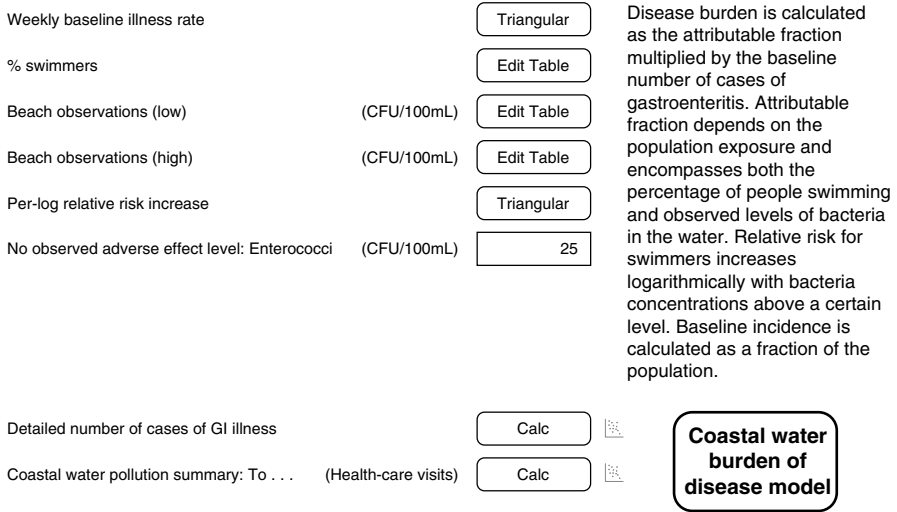 Weekly baseline illness rate Triangular
% swimmers Edit Table
Beach observations (low) (CFU/100mL) Edit Table
Beach observations (high) (CFU/100mL) Edit Table
Per-log relative risk increase Triangular
No observed adverse effect level: Enterococci (CFU/100mL) 25
Disease burden is calculated
as the attributable fraction
multiplied by the baseline
number of cases of
gastroenteritis. Attributable
fraction depends on the
population exposure and
encompasses both the
percentage of people swimming
and observed levels of bacteria
in the water. Relative risk for
swimmers increases
logarithmically with bacteria
concentrations above a certain
level. Baseline incidence is
calculated as a fraction of the
population.
Detailed number of cases of GI illness Calc
Coastal water pollution summary: To . . . (Health-care visits) Calc
Coastal water
burden of
disease model